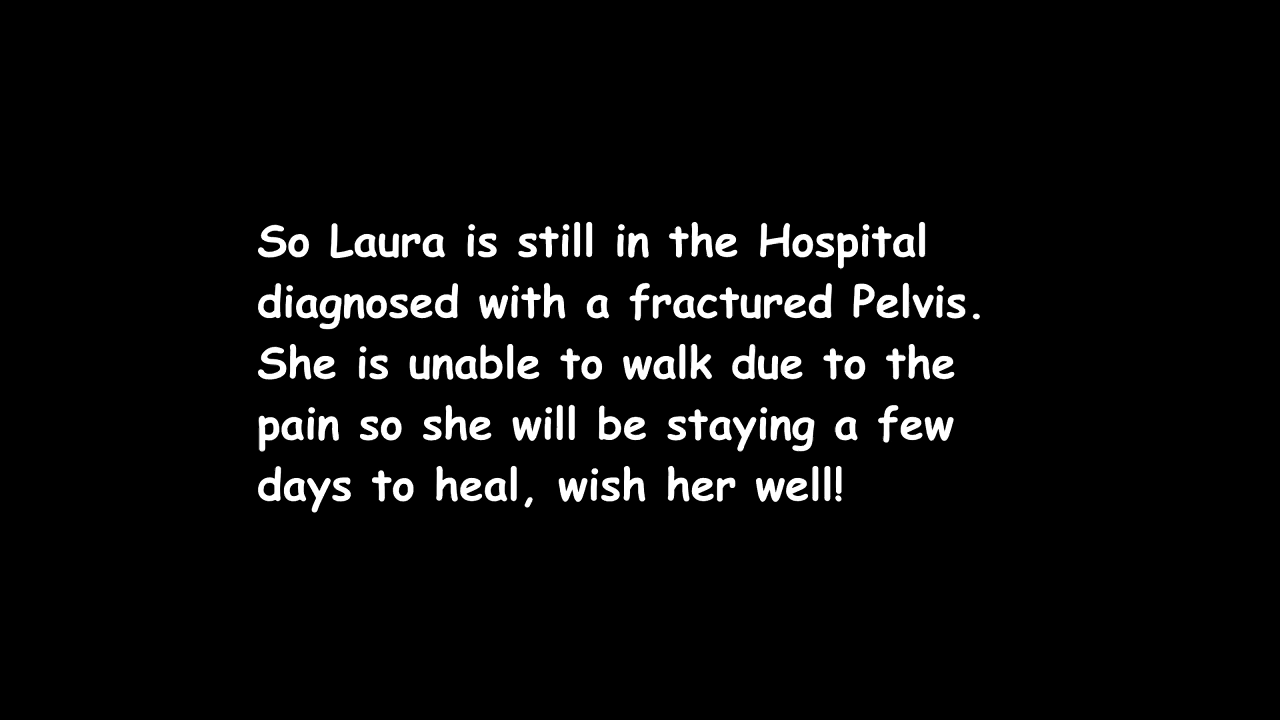 So Laura is still in the Hospital
diagnosed with a fractured Pelvis.
She is unable to walk due to the
pain so she will be staying a few
days to heal, wish her well!